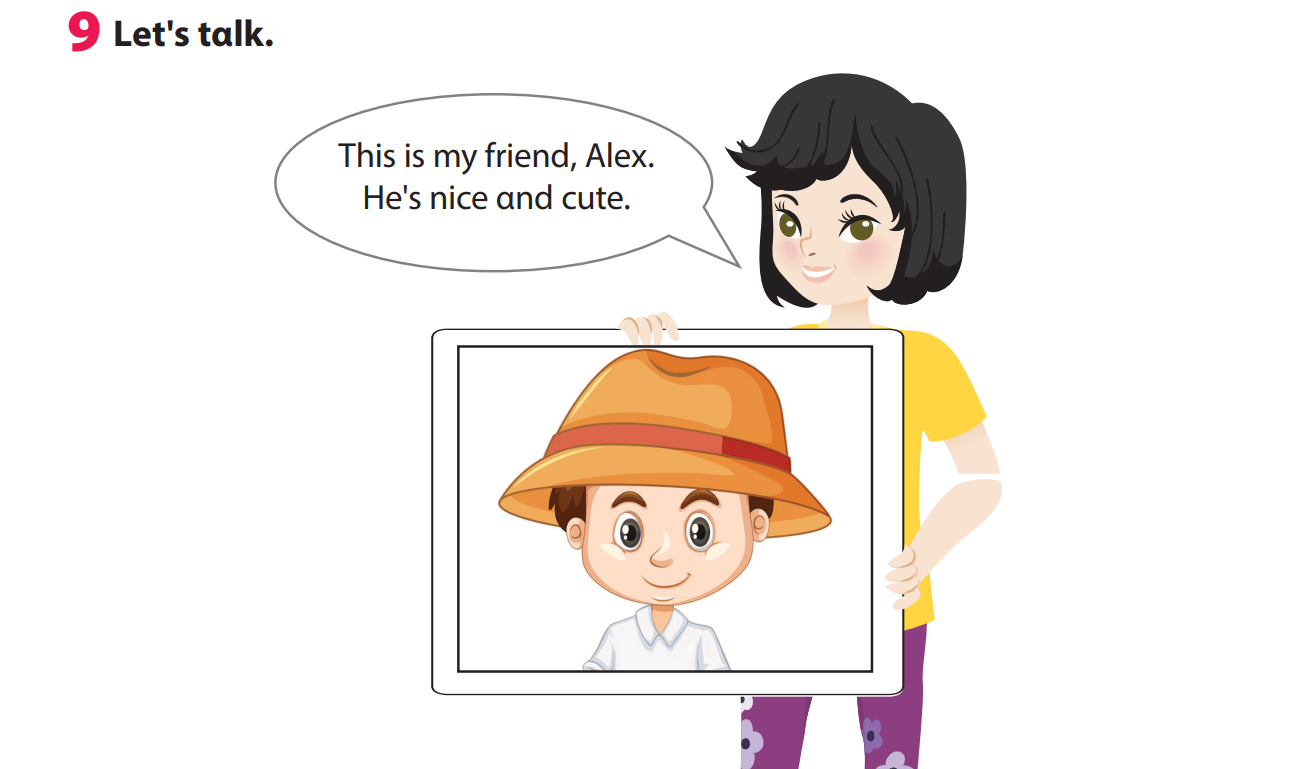 9 Let's talk.
This is my friend, Alex.
He's nice and cute.